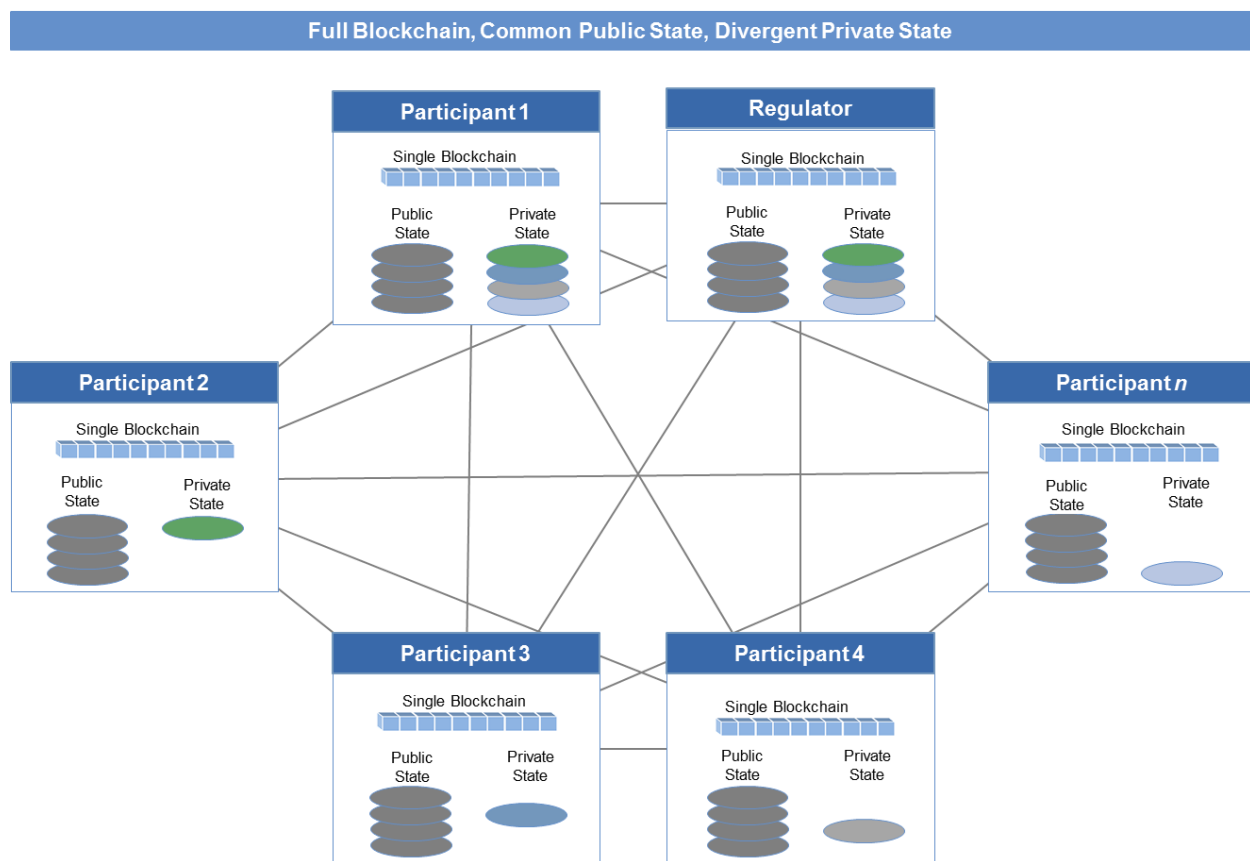 Full Blockchain, Common Public State, Divergent Private State
Participant 1
Single Blockchain
Public
State
Private
State
Regulator
Single Blockchain
Public
State
Private
State
Participant 2
Single Blockchain
Public
State
Private
State
Participant n
Single Blockchain
Public
State
Private
State
Participant 3
Single Blockchain
Public
State
Private
State
Participant 4
Single Blockchain
Public
State
Private
State